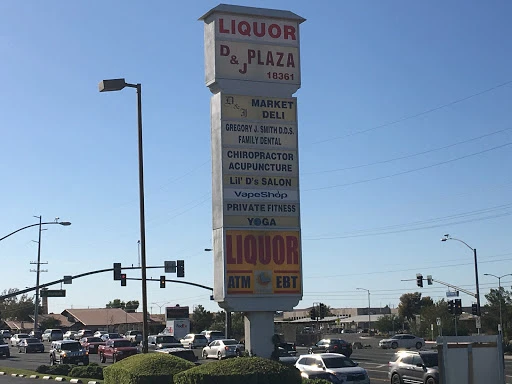 LIQUOR
D & J PLAZA
18361
D & J MARKET
DELI
GREGORY J. SMITH D.D.S.
FAMILY DENTAL
CHIROPRACTOR
ACUPUNCTURE
LIL' D's SALON
VapeShop
PRIVATE FITNESS
YOGA
LIQUOR
ATM EBT